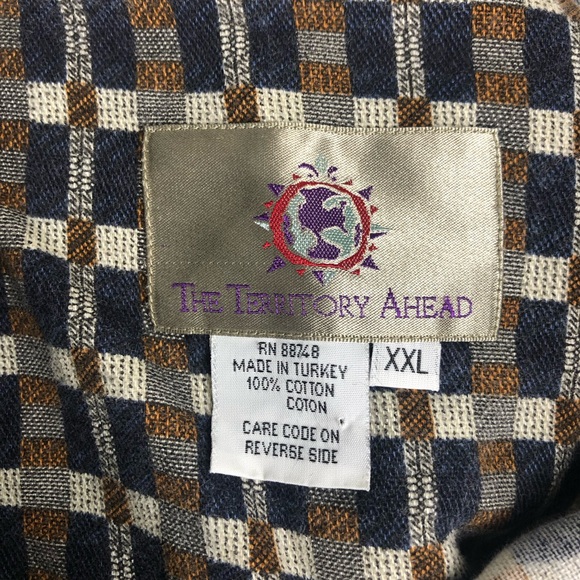 THE TERRITORY AHEAD
XXL
RN 88748
MADE IN TURKEY
100% COTTON
COTON
CARE CODE ON
REVERSE SIDE